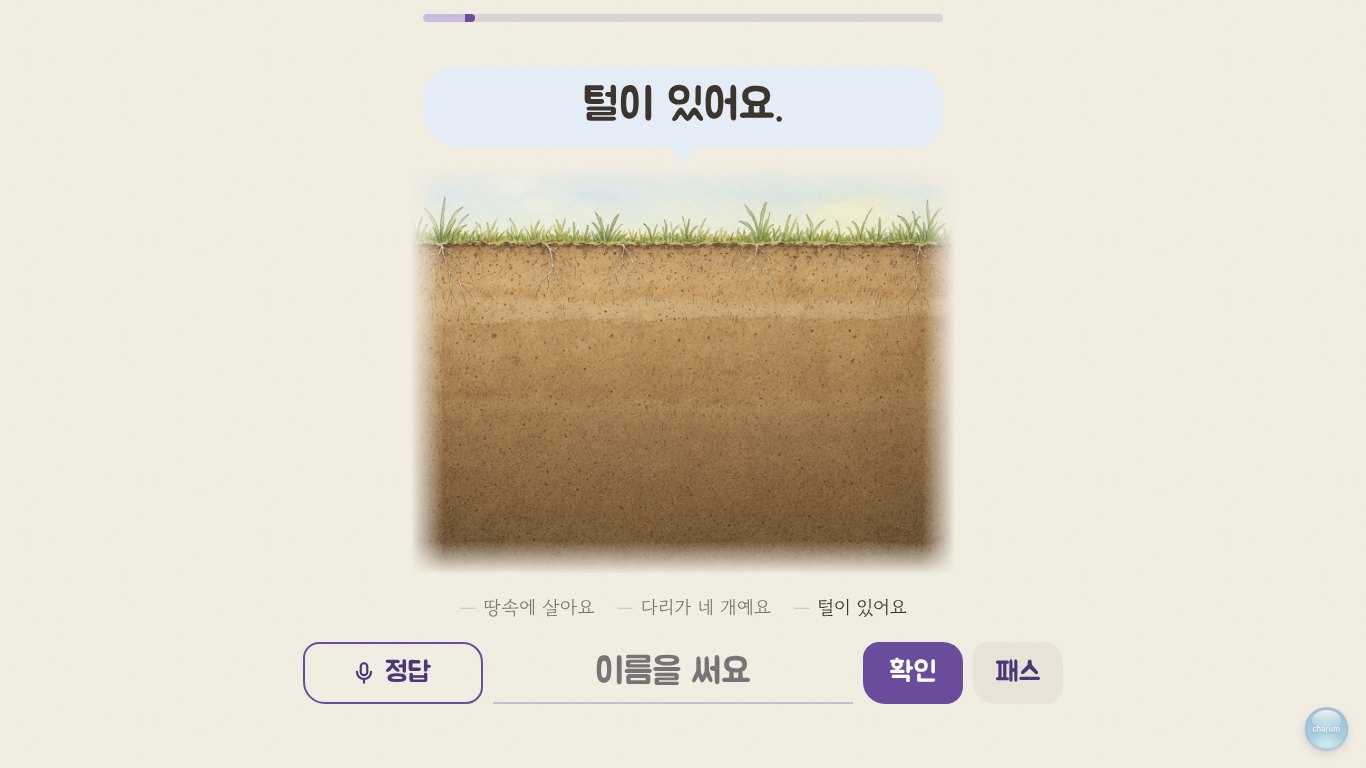 털이 있어요.
— 땅속에 살아요 — 다리가 네 개예요 — 털이 있어요
정답 이름을 써요 확인 패스
charum